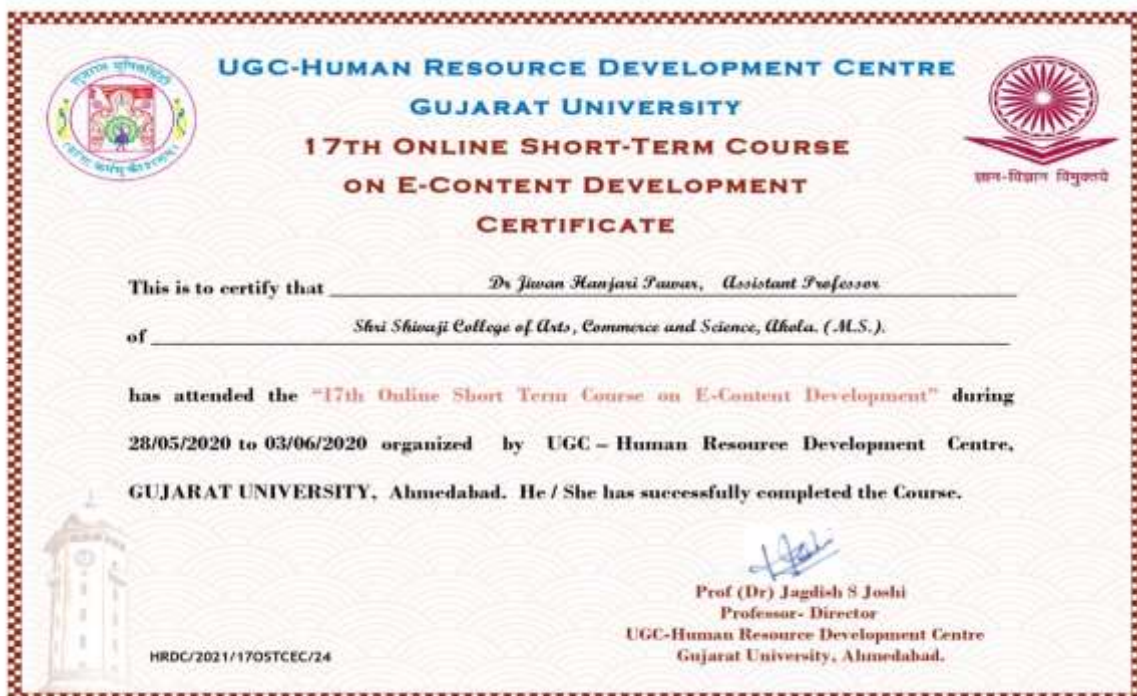 UGC-HUMAN RESOURCE DEVELOPMENT CENTRE
GUJARAT UNIVERSITY
17TH ONLINE SHORT-TERM COURSE
ON E-CONTENT DEVELOPMENT
CERTIFICATE
ज्ञान-विज्ञान विमुक्तये
This is to certify that Dr Jiwan Hanjari Pawar, Assistant Professor
of Shri Shivaji College of Arts, Commerce and Science, Akola. (M.S.).
has attended the “17th Online Short Term Course on E-Content Development” during
28/05/2020 to 03/06/2020 organized by UGC – Human Resource Development Centre,
GUJARAT UNIVERSITY, Ahmedabad. He / She has successfully completed the Course.
Prof (Dr) Jagdish S Joshi
Professor- Director
UGC-Human Resource Development Centre
Gujarat University, Ahmedabad.
HRDC/2021/17OSTCEC/24